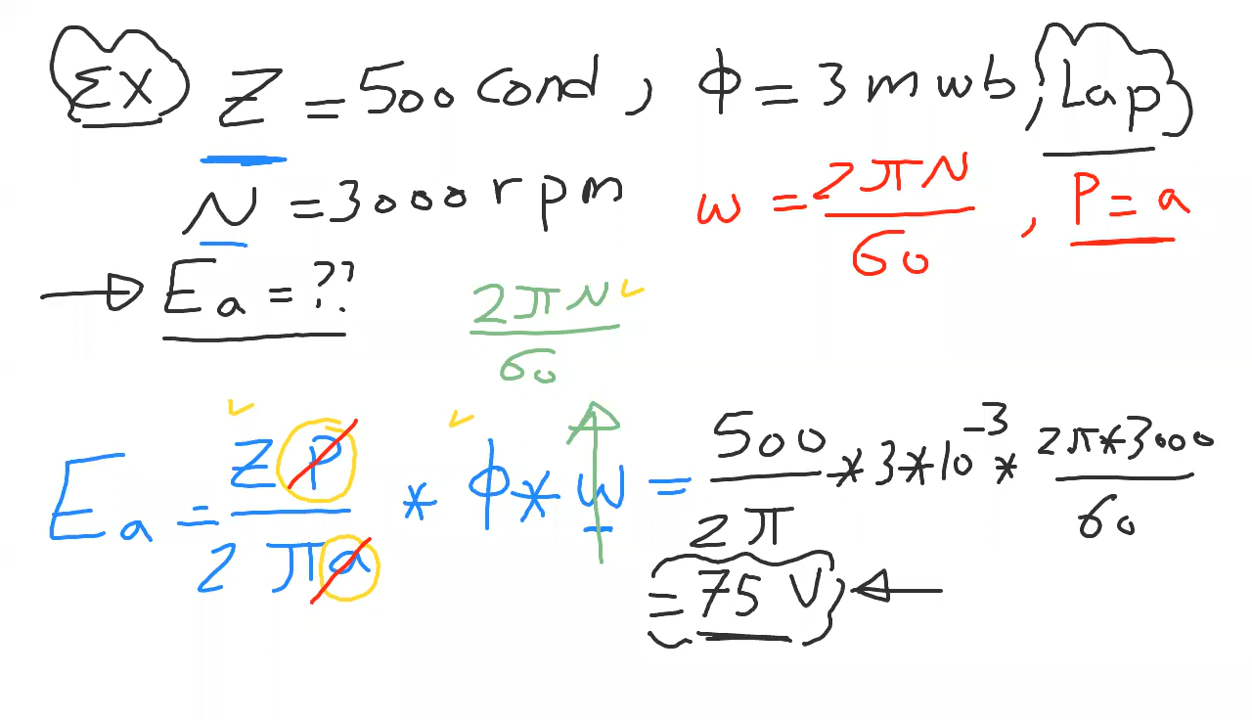 EX Z = 500 Cond, Φ = 3 m wb, Lap
N = 3000 rpm ω = 2πN / 60, P = a
→ Ea = ??
2πN / 60
Ea = ZP / 2πa * Φ * ω = 500 / 2π * 3 * 10^-3 * 2π * 3000 / 60
= 75 V